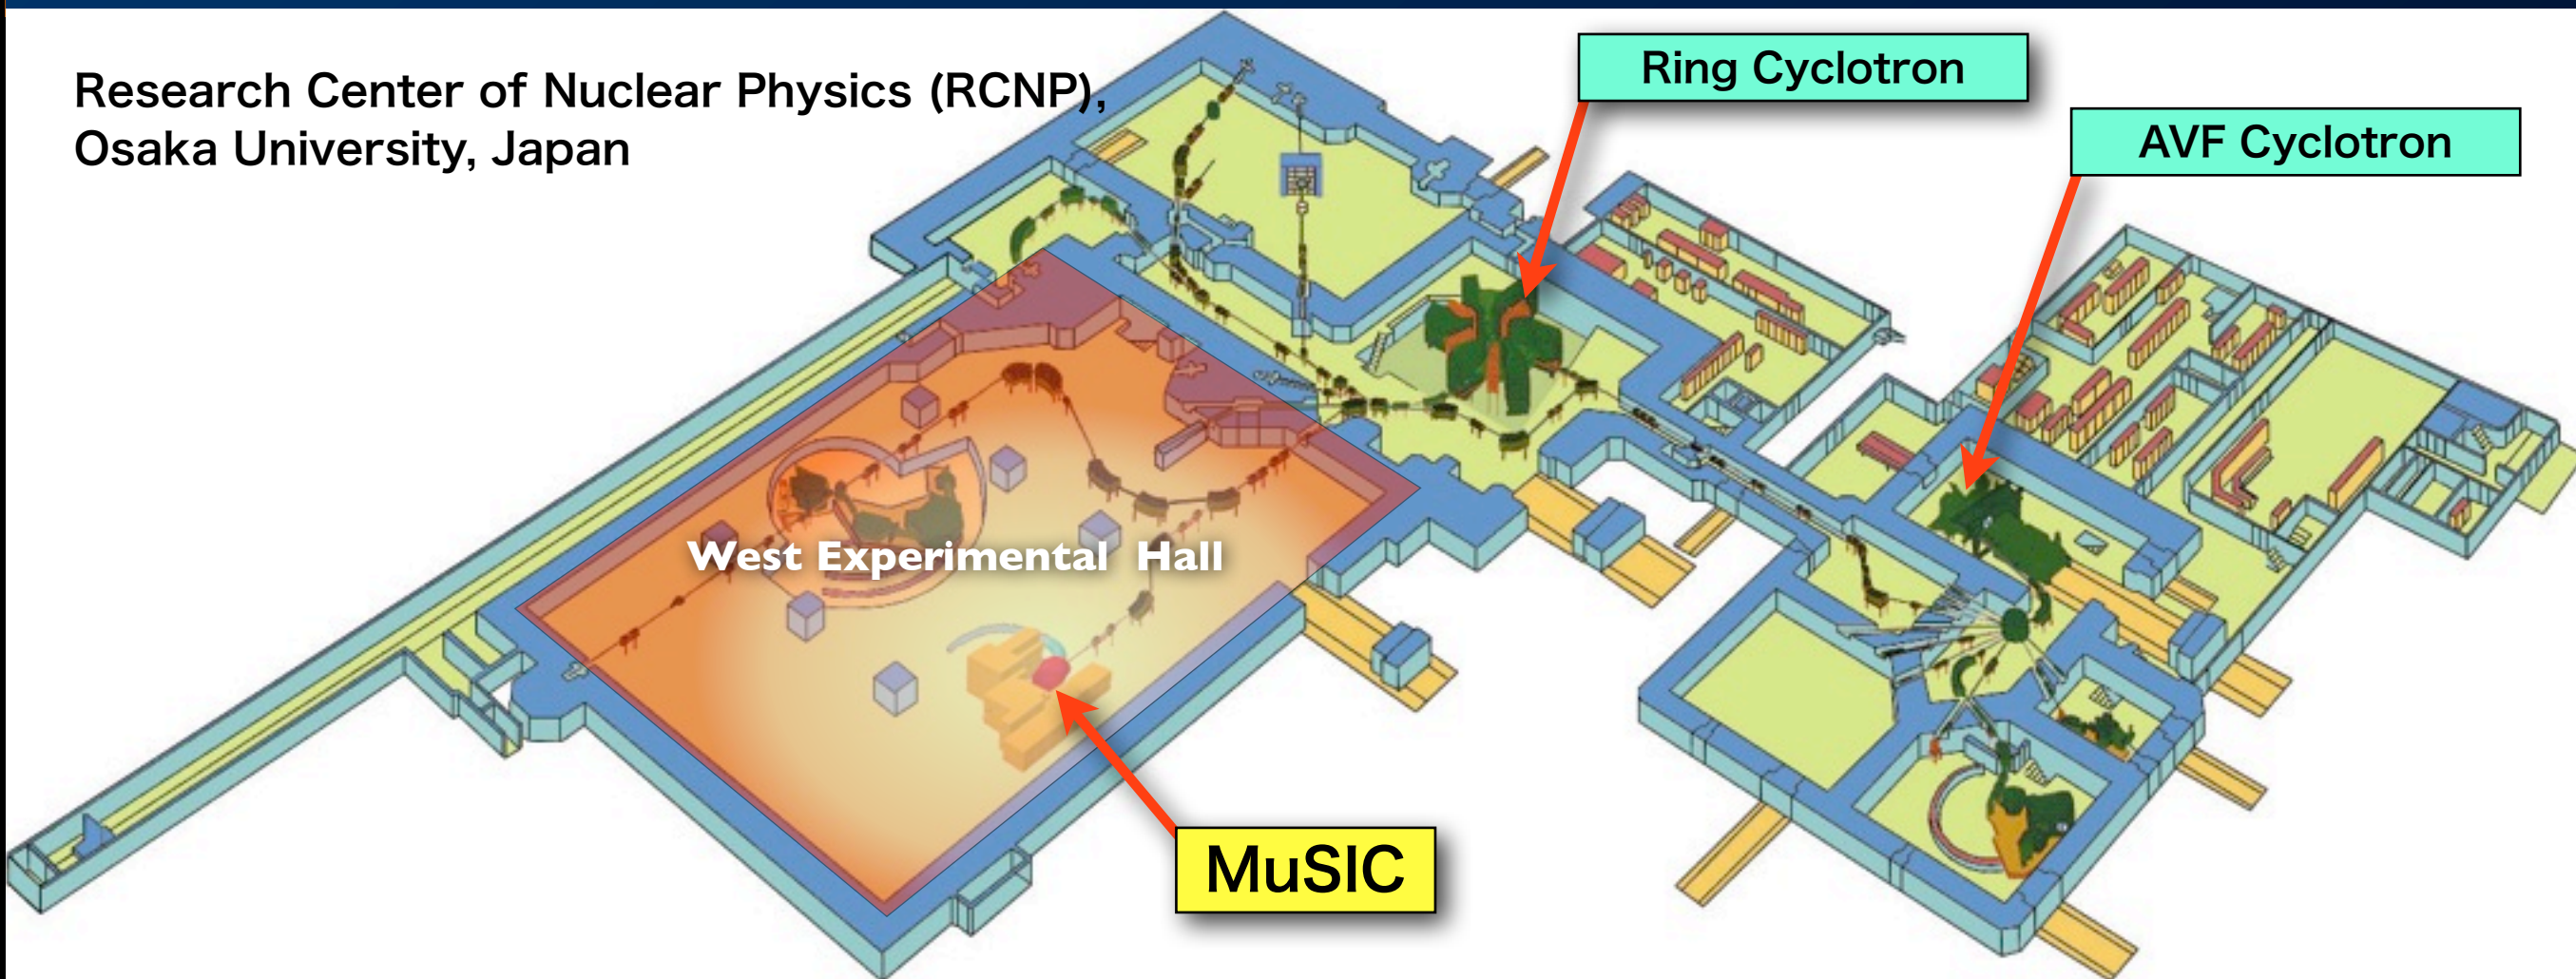 Research Center of Nuclear Physics (RCNP),
Osaka University, Japan
Ring Cyclotron
AVF Cyclotron
West Experimental Hall
MuSIC